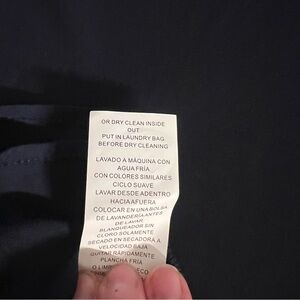 OR DRY CLEAN INSIDE
OUT
PUT IN LAUNDRY BAG
BEFORE DRY CLEANING
LAVADO A MÁQUINA CON
AGUA FRÍA
CON COLORES SIMILARES
CICLO SUAVE
LAVAR DESDE ADENTRO
HACIA AFUERA
COLOCAR EN UNA BOLSA
DE LAVANDERÍA ANTES
DE LAVAR
BLANQUEADOR SIN
CLORO SOLAMENTE
SECADO EN SECADORA A
VELOCIDAD BAJA
QUITAR RÁPIDAMENTE
PLANCHA FRÍA
O LIMP
ECO